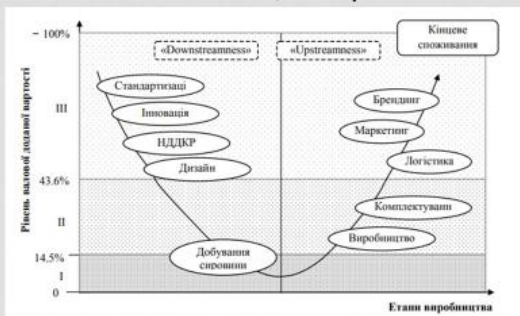 ~ 100%
«Downstreamness»
«Upstreamness»
Кінцеве
споживання
Стандартизаці
Брендинг
III
Інновація
Маркетинг
НДДКР
Логістика
Дизайн
43.6%
Комплектуванн
II
Виробництво
Добування
сировини
14.5%
I
0
Рівень валової доданої вартості
Етапи виробництва